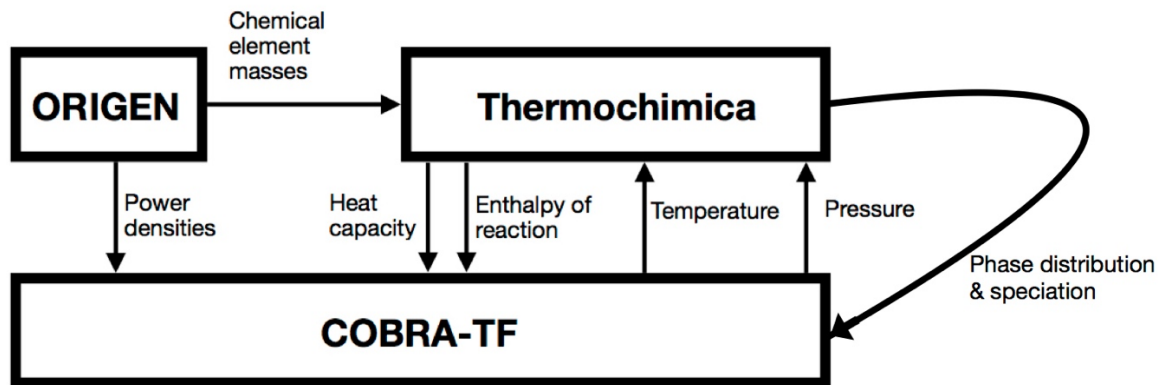 Chemical
element
masses
ORIGEN
Thermochimica
Power
densities
Heat
capacity
Enthalpy of
reaction
Temperature
Pressure
Phase distribution
& speciation
COBRA-TF